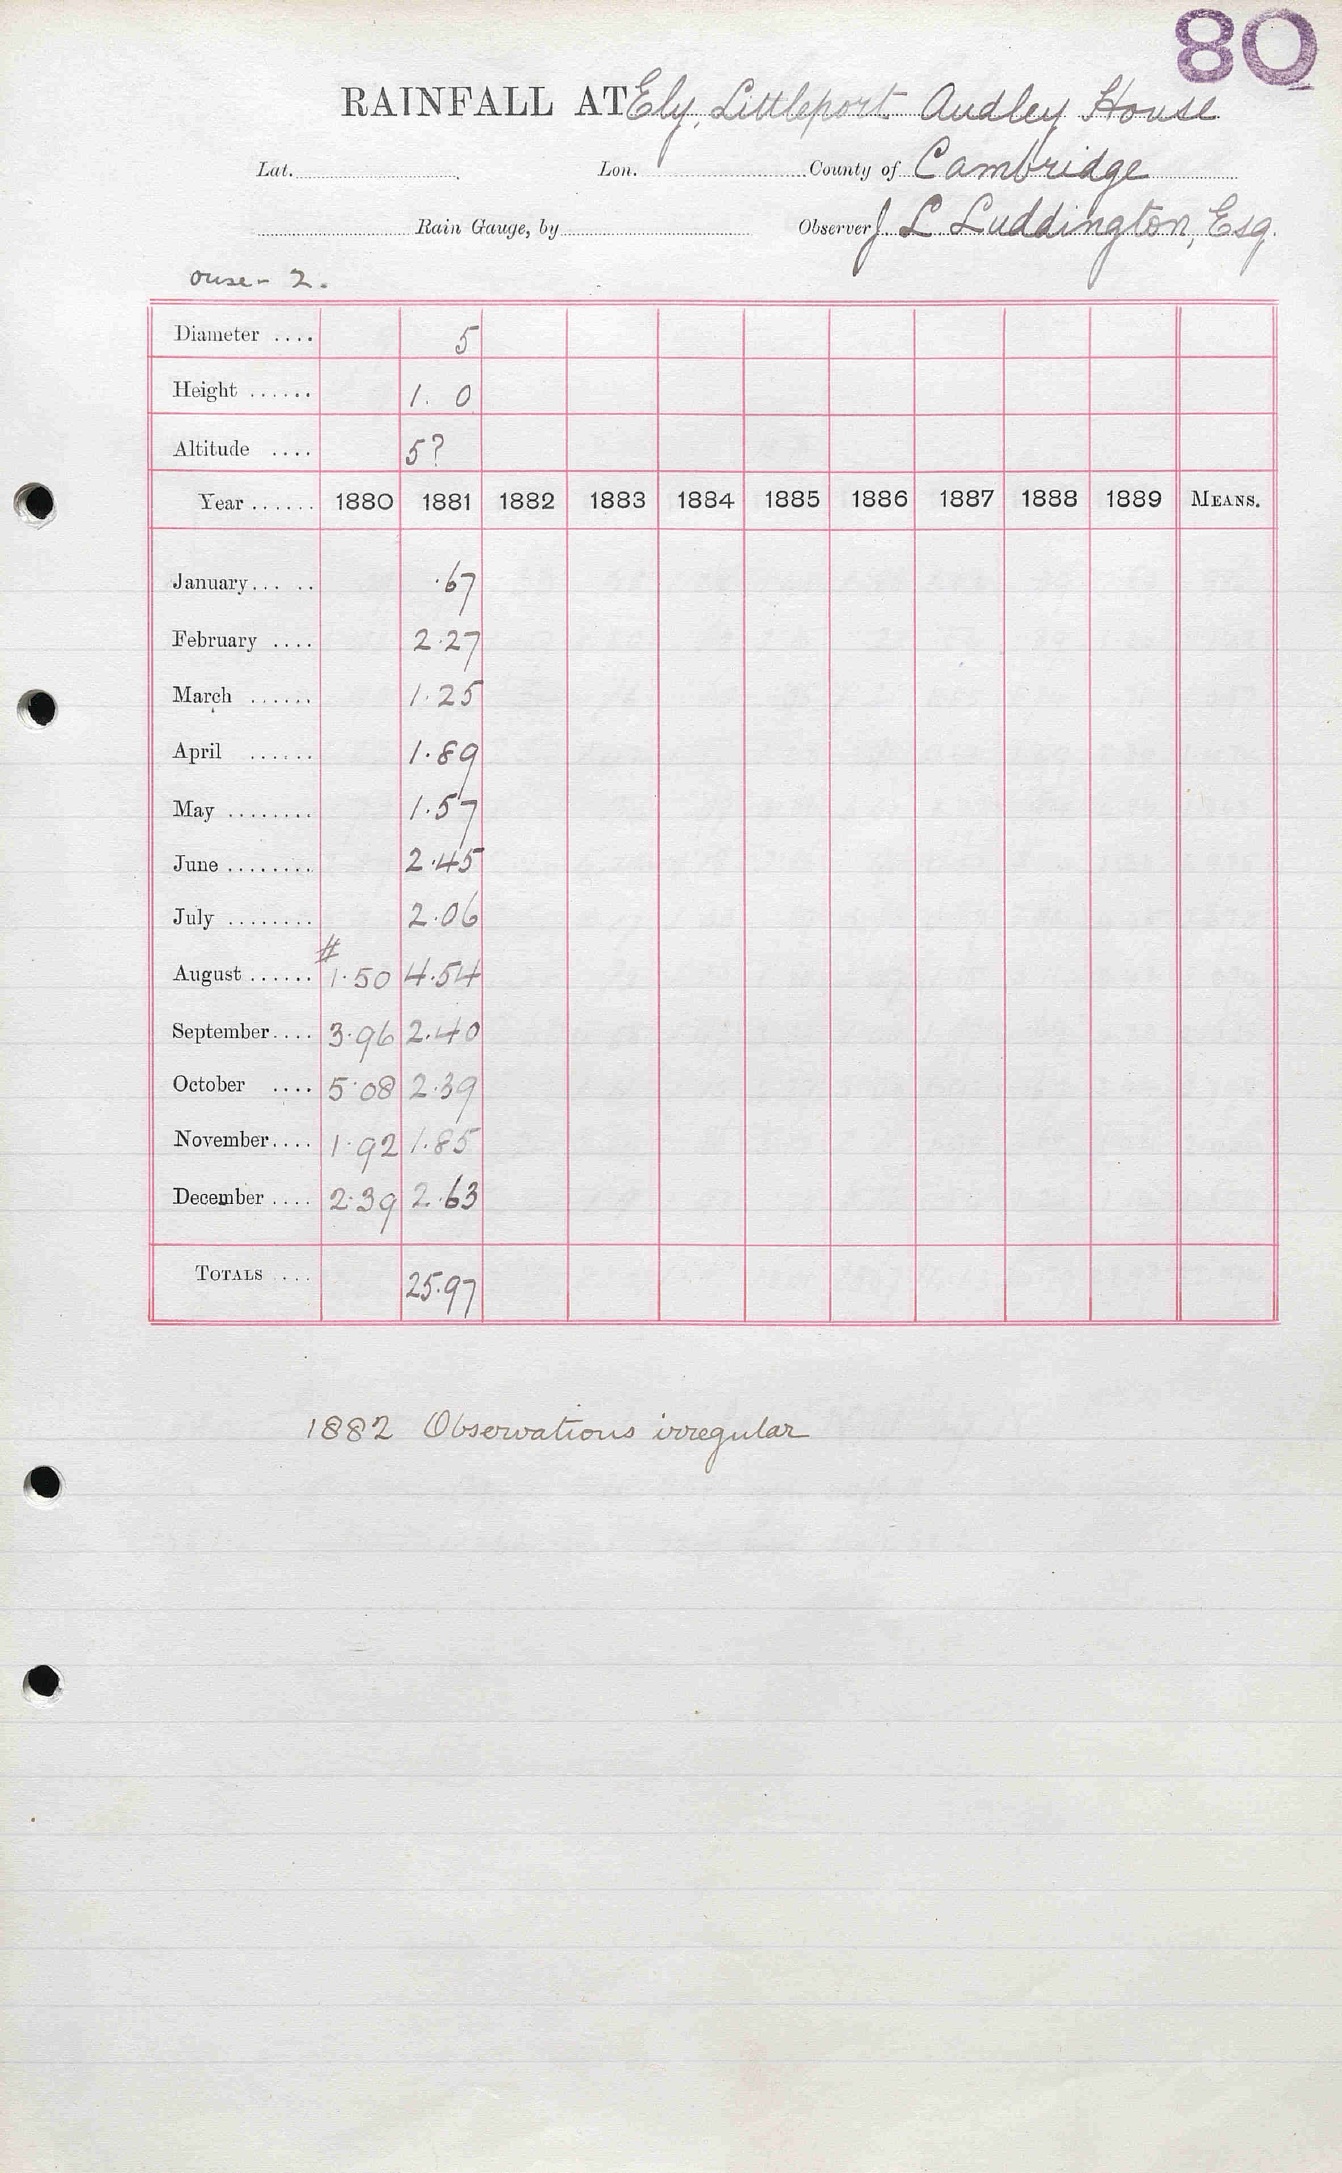 80
RAINFALL AT Ely, Littleport Audley House
Lat. Lon. County of Cambridge
Rain Gauge, by Observer J L Luddington, Esq.
ouse - 2.
Diameter .... 5
Height ...... 1. 0
Altitude .... 5?
Year ...... 1880 1881 1882 1883 1884 1885 1886 1887 1888 1889 MEANS.
January... .. .67
February .... 2.27
March ...... 1.25
April ...... 1.89
May ........ 1.57
June ........ 2.45
July ........ 2.06
#
August ...... 1.50 4.54
September.... 3.96 2.40
October .... 5.08 2.39
November.... 1.92 1.85
December .... 2.39 2.63
TOTALS .... 25.97
1882 Observations irregular